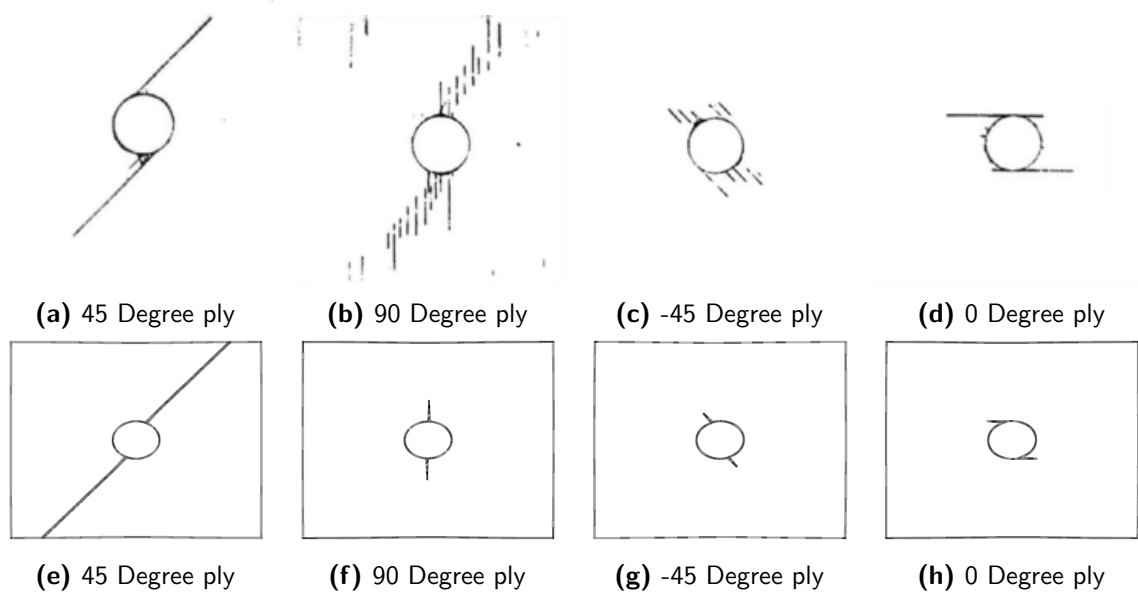 (a) 45 Degree ply
(b) 90 Degree ply
(c) -45 Degree ply
(d) 0 Degree ply
(e) 45 Degree ply
(f) 90 Degree ply
(g) -45 Degree ply
(h) 0 Degree ply